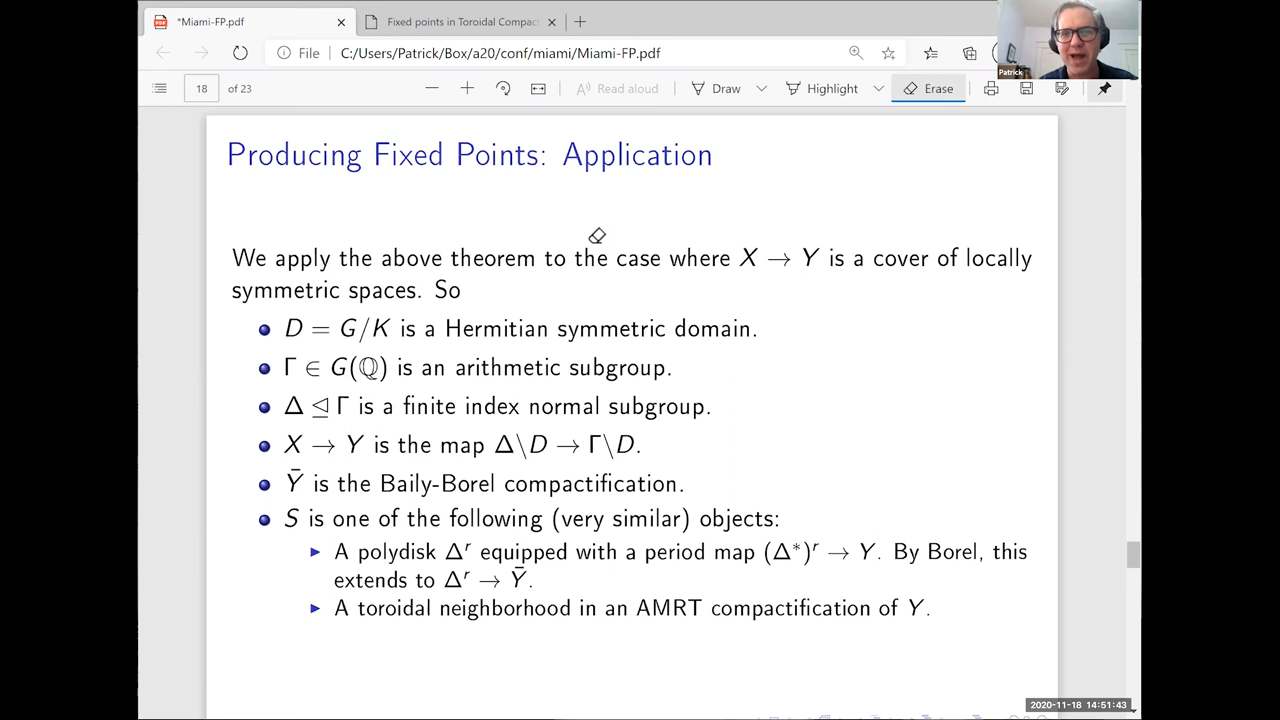 *Miami-FP.pdf
Fixed points in Toroidal Compac
File C:/Users/Patrick/Box/a20/conf/miami/Miami-FP.pdf
Patrick
18 of 23
Read aloud Draw Highlight Erase
Producing Fixed Points: Application
We apply the above theorem to the case where X → Y is a cover of locally
symmetric spaces. So
D = G/K is a Hermitian symmetric domain.
Γ ∈ G(ℚ) is an arithmetic subgroup.
Δ ⊴ Γ is a finite index normal subgroup.
X → Y is the map Δ\D → Γ\D.
Ȳ is the Baily-Borel compactification.
S is one of the following (very similar) objects:
A polydisk Δʳ equipped with a period map (Δ*)ʳ → Y. By Borel, this
extends to Δʳ → Ȳ.
A toroidal neighborhood in an AMRT compactification of Y.
2020-11-18 14:51:43